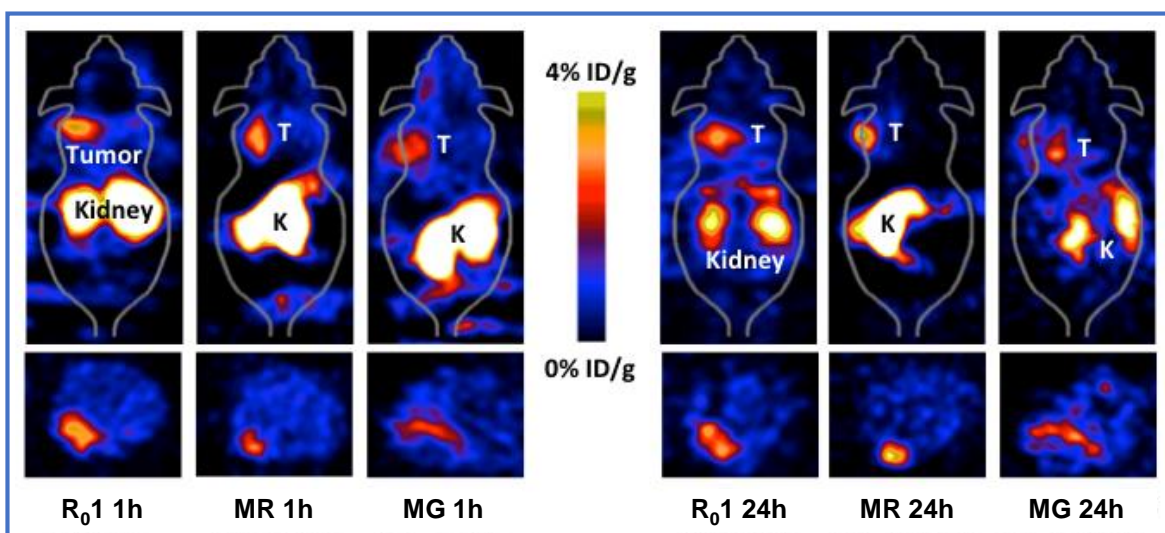 4% ID/g
T
T
T
T
T
Tumor
Kidney
K
K
Kidney
K
K
0% ID/g
R₀1 1h
MR 1h
MG 1h
R₀1 24h
MR 24h
MG 24h